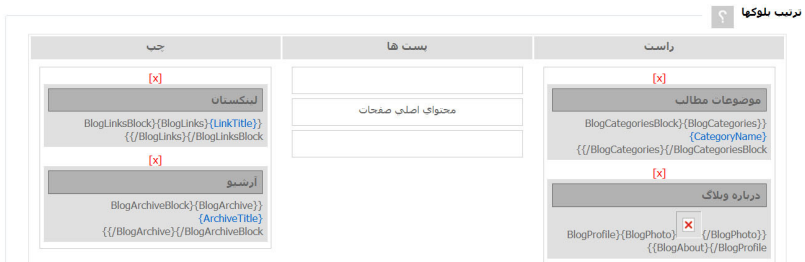 ترتیب بلوکها
؟
راست
پست ها
چپ
[x]
موضوعات مطالب
BlogCategoriesBlock}{BlogCategories}}
{CategoryName}
{{/BlogCategories}{/BlogCategoriesBlock
[x]
درباره وبلاگ
BlogProfile}{BlogPhoto} {/BlogPhoto}}
{{BlogAbout}{/BlogProfile
محتوای اصلی صفحات
[x]
لینکستان
BlogLinksBlock}{BlogLinks}{LinkTitle}}
{{/BlogLinks}{/BlogLinksBlock
[x]
آرشیو
BlogArchiveBlock}{BlogArchive}}
{ArchiveTitle}
{{/BlogArchive}{/BlogArchiveBlock